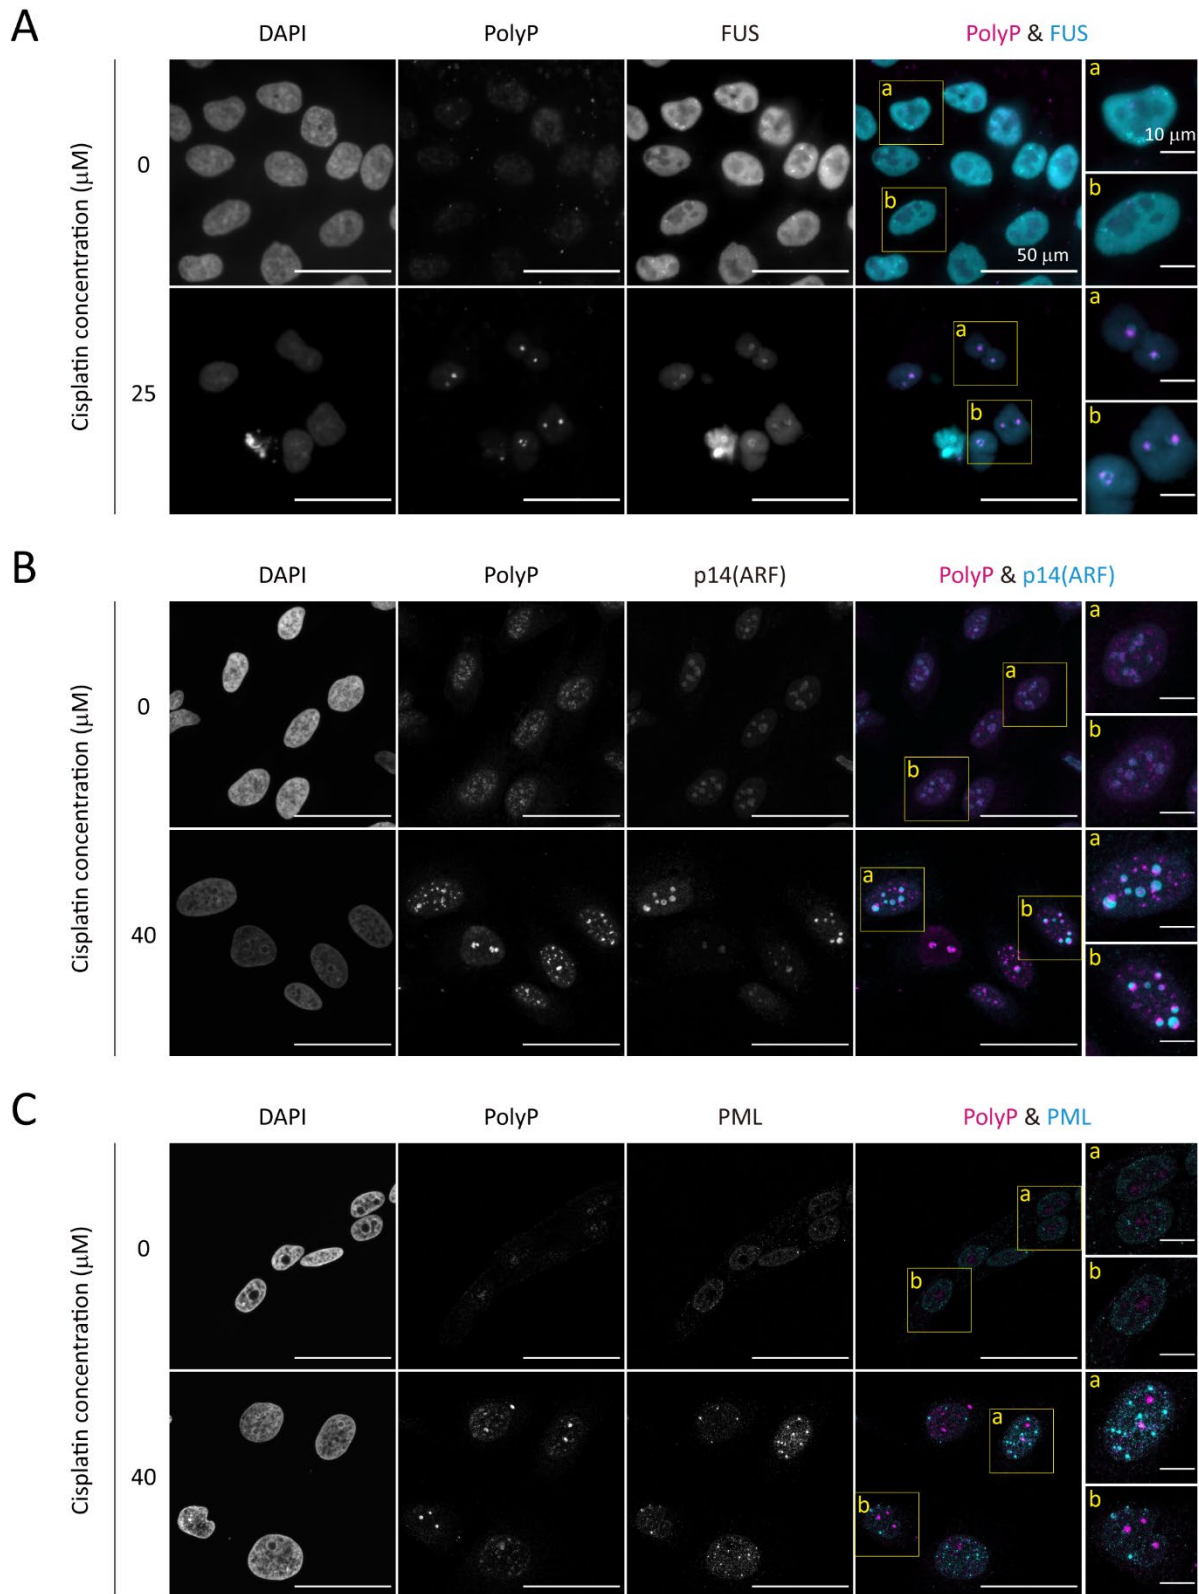 A
DAPI PolyP FUS PolyP & FUS
Cisplatin concentration (μM)
0
a
b
50 μm
a
10 μm
b
25
a
b
a
b
B
DAPI PolyP p14(ARF) PolyP & p14(ARF)
Cisplatin concentration (μM)
0
a
b
a
b
40
a
b
a
b
C
DAPI PolyP PML PolyP & PML
Cisplatin concentration (μM)
0
a
b
a
b
40
a
b
a
b